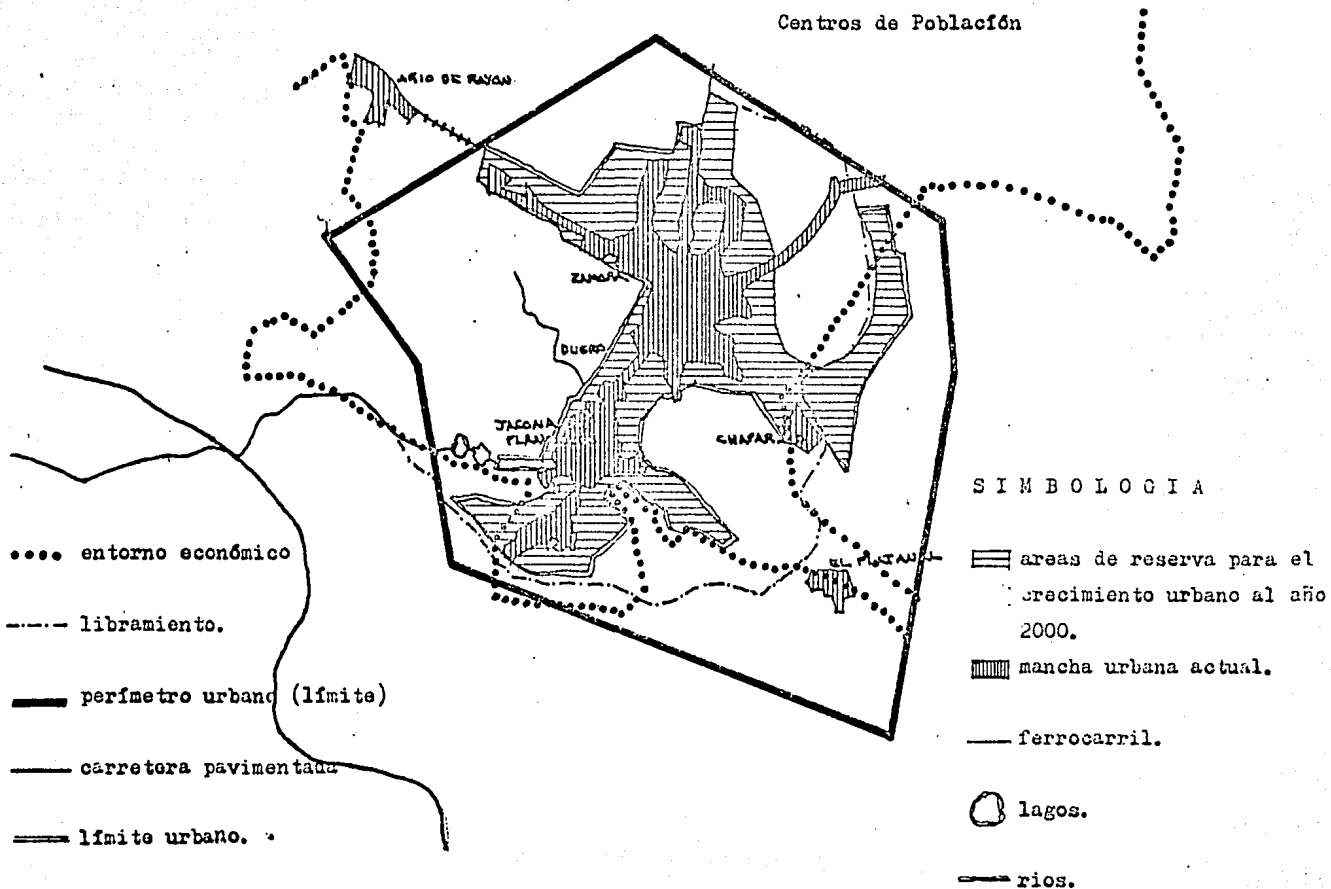 Centros de Población
ARIO DE RAYON
ZAMORA
DUERO
JACONA
PLAN
CHAPAR
EL PLATAN
entorno económico
libramiento.
perímetro urbano (límite)
carretera pavimentada
límite urbano.
SIMBOLOGIA
areas de reserva para el
crecimiento urbano al año
2000.
mancha urbana actual.
ferrocarril.
lagos.
rios.